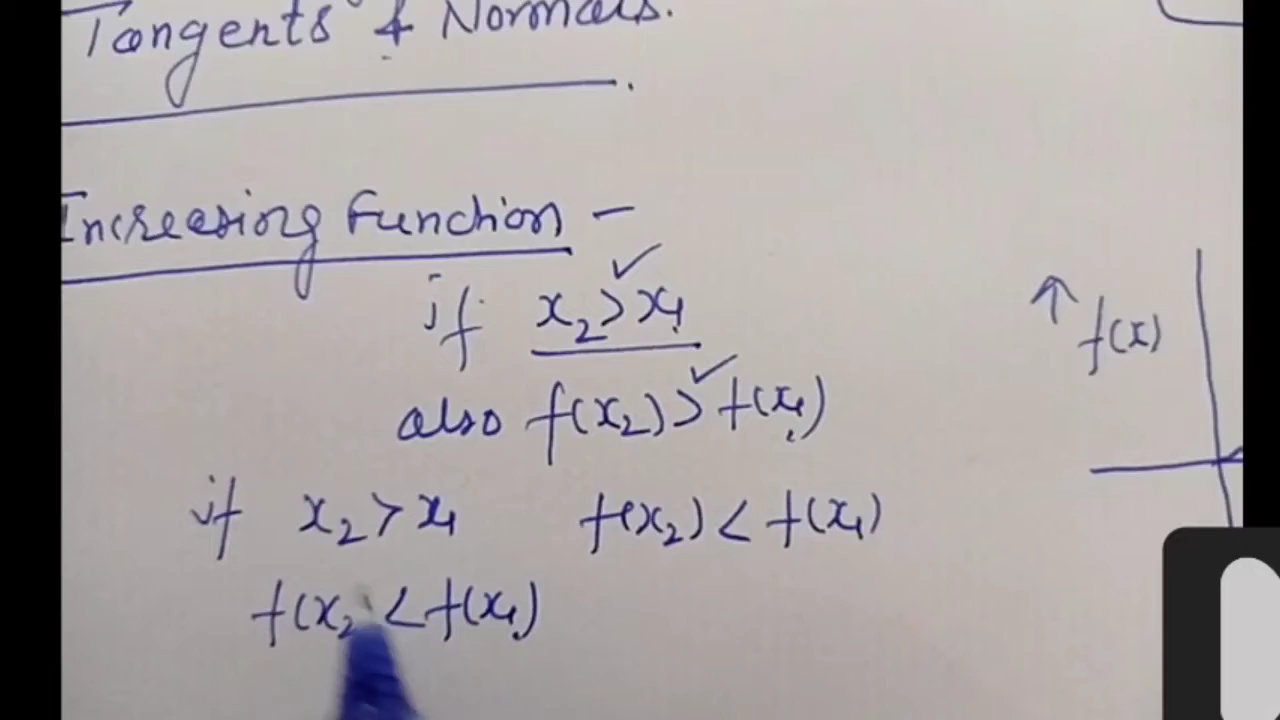 Tangents & Normals.
Increasing Function –
if x₂ > x₁ ✓
also f(x₂) > f(x₁) ✓
↑ f(x)
if x₂ > x₁ f(x₂) < f(x₁)
f(x₂) < f(x₁)